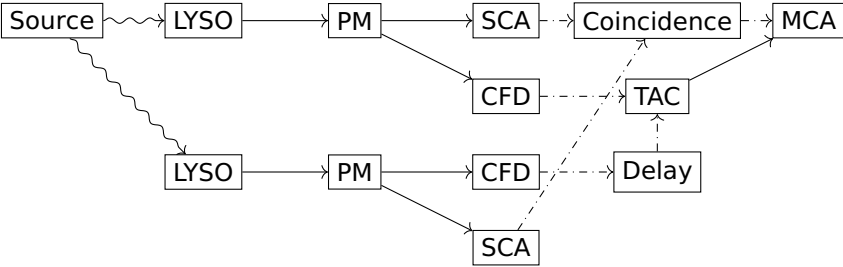 Source LYSO PM SCA Coincidence MCA
CFD TAC
LYSO PM CFD Delay
SCA